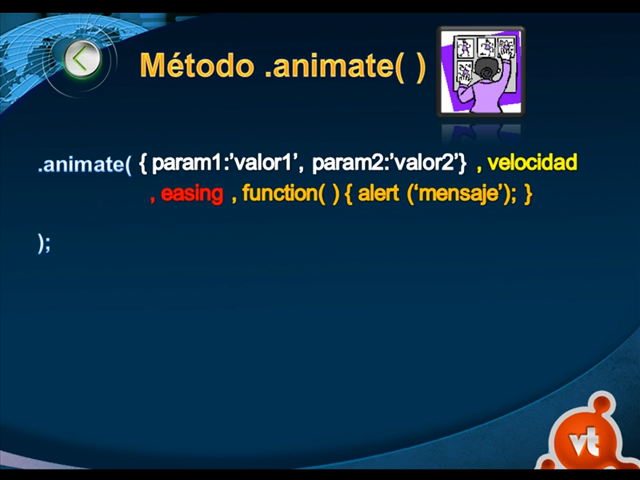 Método .animate( )
.animate( { param1:’valor1’, param2:’valor2’} , velocidad
, easing , function( ) { alert (‘mensaje’); }
);
vt